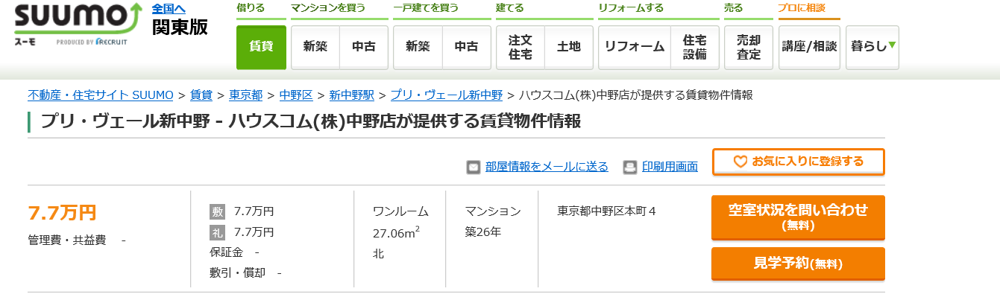 SUUMO
スーモ PRODUCED BY RECRUIT
全国へ
関東版
借りる マンションを買う 一戸建てを買う 建てる リフォームする 売る プロに相談
賃貸 新築 中古 新築 中古 注文住宅 土地 リフォーム 住宅設備 売却査定 講座/相談 暮らし▼
不動産・住宅サイト SUUMO > 賃貸 > 東京都 > 中野区 > 新中野駅 > プリ・ヴェール新中野 > ハウスコム(株)中野店が提供する賃貸物件情報
プリ・ヴェール新中野 - ハウスコム(株)中野店が提供する賃貸物件情報
部屋情報をメールに送る 印刷用画面 お気に入りに登録する
7.7万円
管理費・共益費 -
敷 7.7万円
礼 7.7万円
保証金 -
敷引・償却 -
ワンルーム
27.06m2
北
マンション
築26年
東京都中野区本町４
空室状況を問い合わせ
(無料)
見学予約(無料)